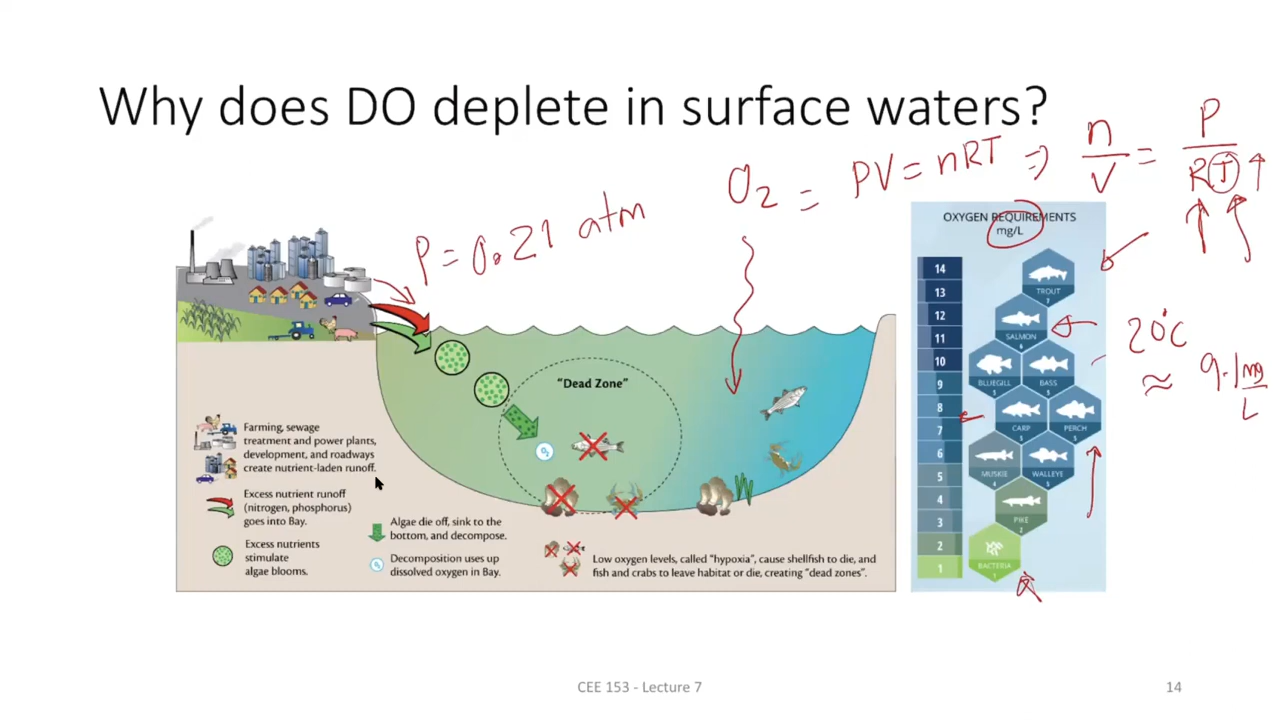 Why does DO deplete in surface waters?
O2 = PV = nRT ⇒ n/V = P/RT ↑
P = 0.21 atm
"Dead Zone"
O2
Farming, sewage
treatment and power plants,
development, and roadways
create nutrient-laden runoff.
Excess nutrient runoff
(nitrogen, phosphorus)
goes into Bay.
Excess nutrients
stimulate
algae blooms.
Algae die off, sink to the
bottom, and decompose.
Decomposition uses up
dissolved oxygen in Bay.
Low oxygen levels, called "hypoxia", cause shellfish to die, and
fish and crabs to leave habitat or die, creating "dead zones".
OXYGEN REQUIREMENTS
mg/L
14
13
12
11
10
9
8
7
6
5
4
3
2
1
TROUT
SALMON
BLUEGILL BASS
CARP PERCH
MUSKIE WALLEYE
PIKE
BACTERIA
20°C
≈ 9.1 mg/L
CEE 153 - Lecture 7
14